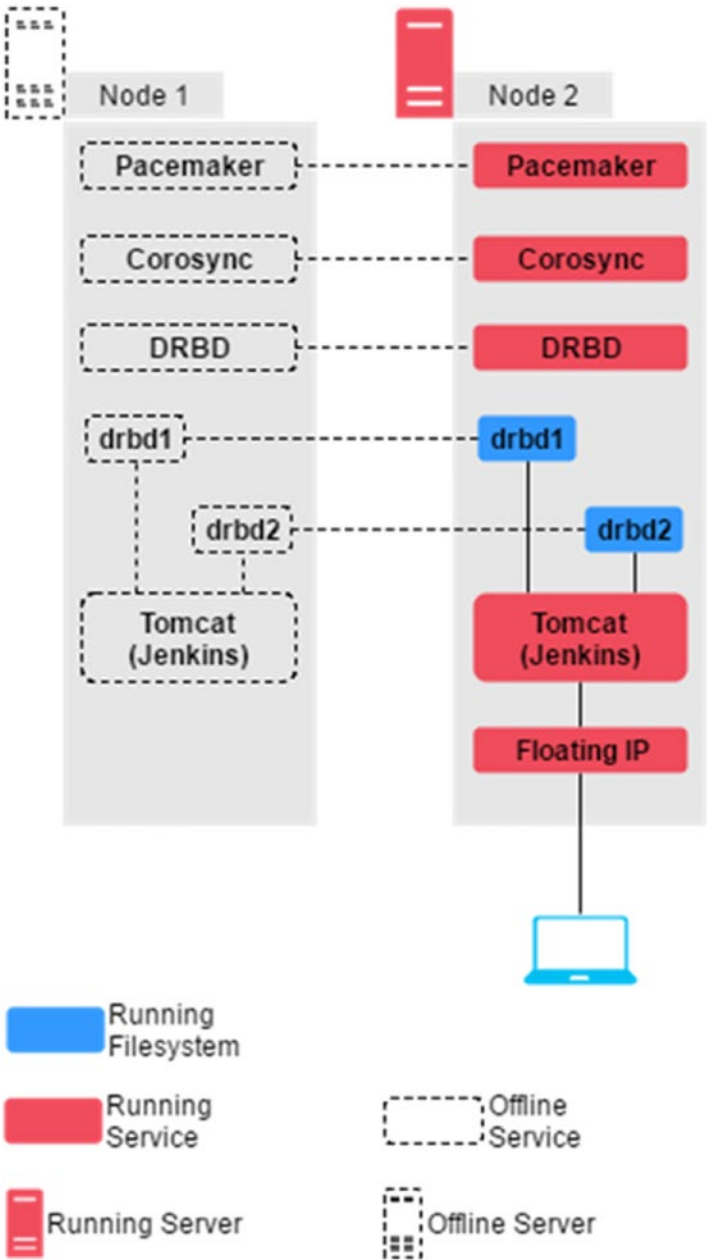 Node 1
Node 2
Pacemaker
Pacemaker
Corosync
Corosync
DRBD
DRBD
drbd1
drbd1
drbd2
drbd2
Tomcat
(Jenkins)
Tomcat
(Jenkins)
Floating IP
Running
Filesystem
Running
Service
Offline
Service
Running Server
Offline Server